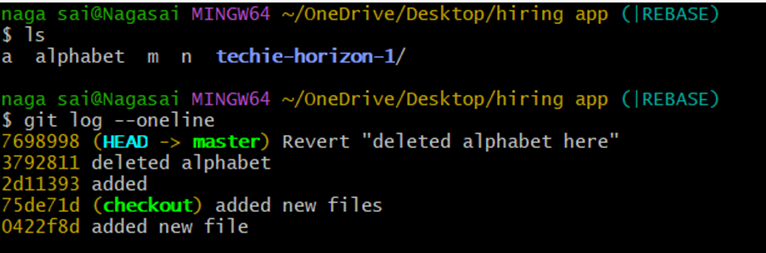 naga sai@Nagasai MINGW64 ~/OneDrive/Desktop/hiring app (|REBASE)
$ ls
a  alphabet  m  n  techie-horizon-1/
naga sai@Nagasai MINGW64 ~/OneDrive/Desktop/hiring app (|REBASE)
$ git log --oneline
7698998 (HEAD -> master) Revert "deleted alphabet here"
3792811 deleted alphabet
2d11393 added
75de71d (checkout) added new files
0422f8d added new file